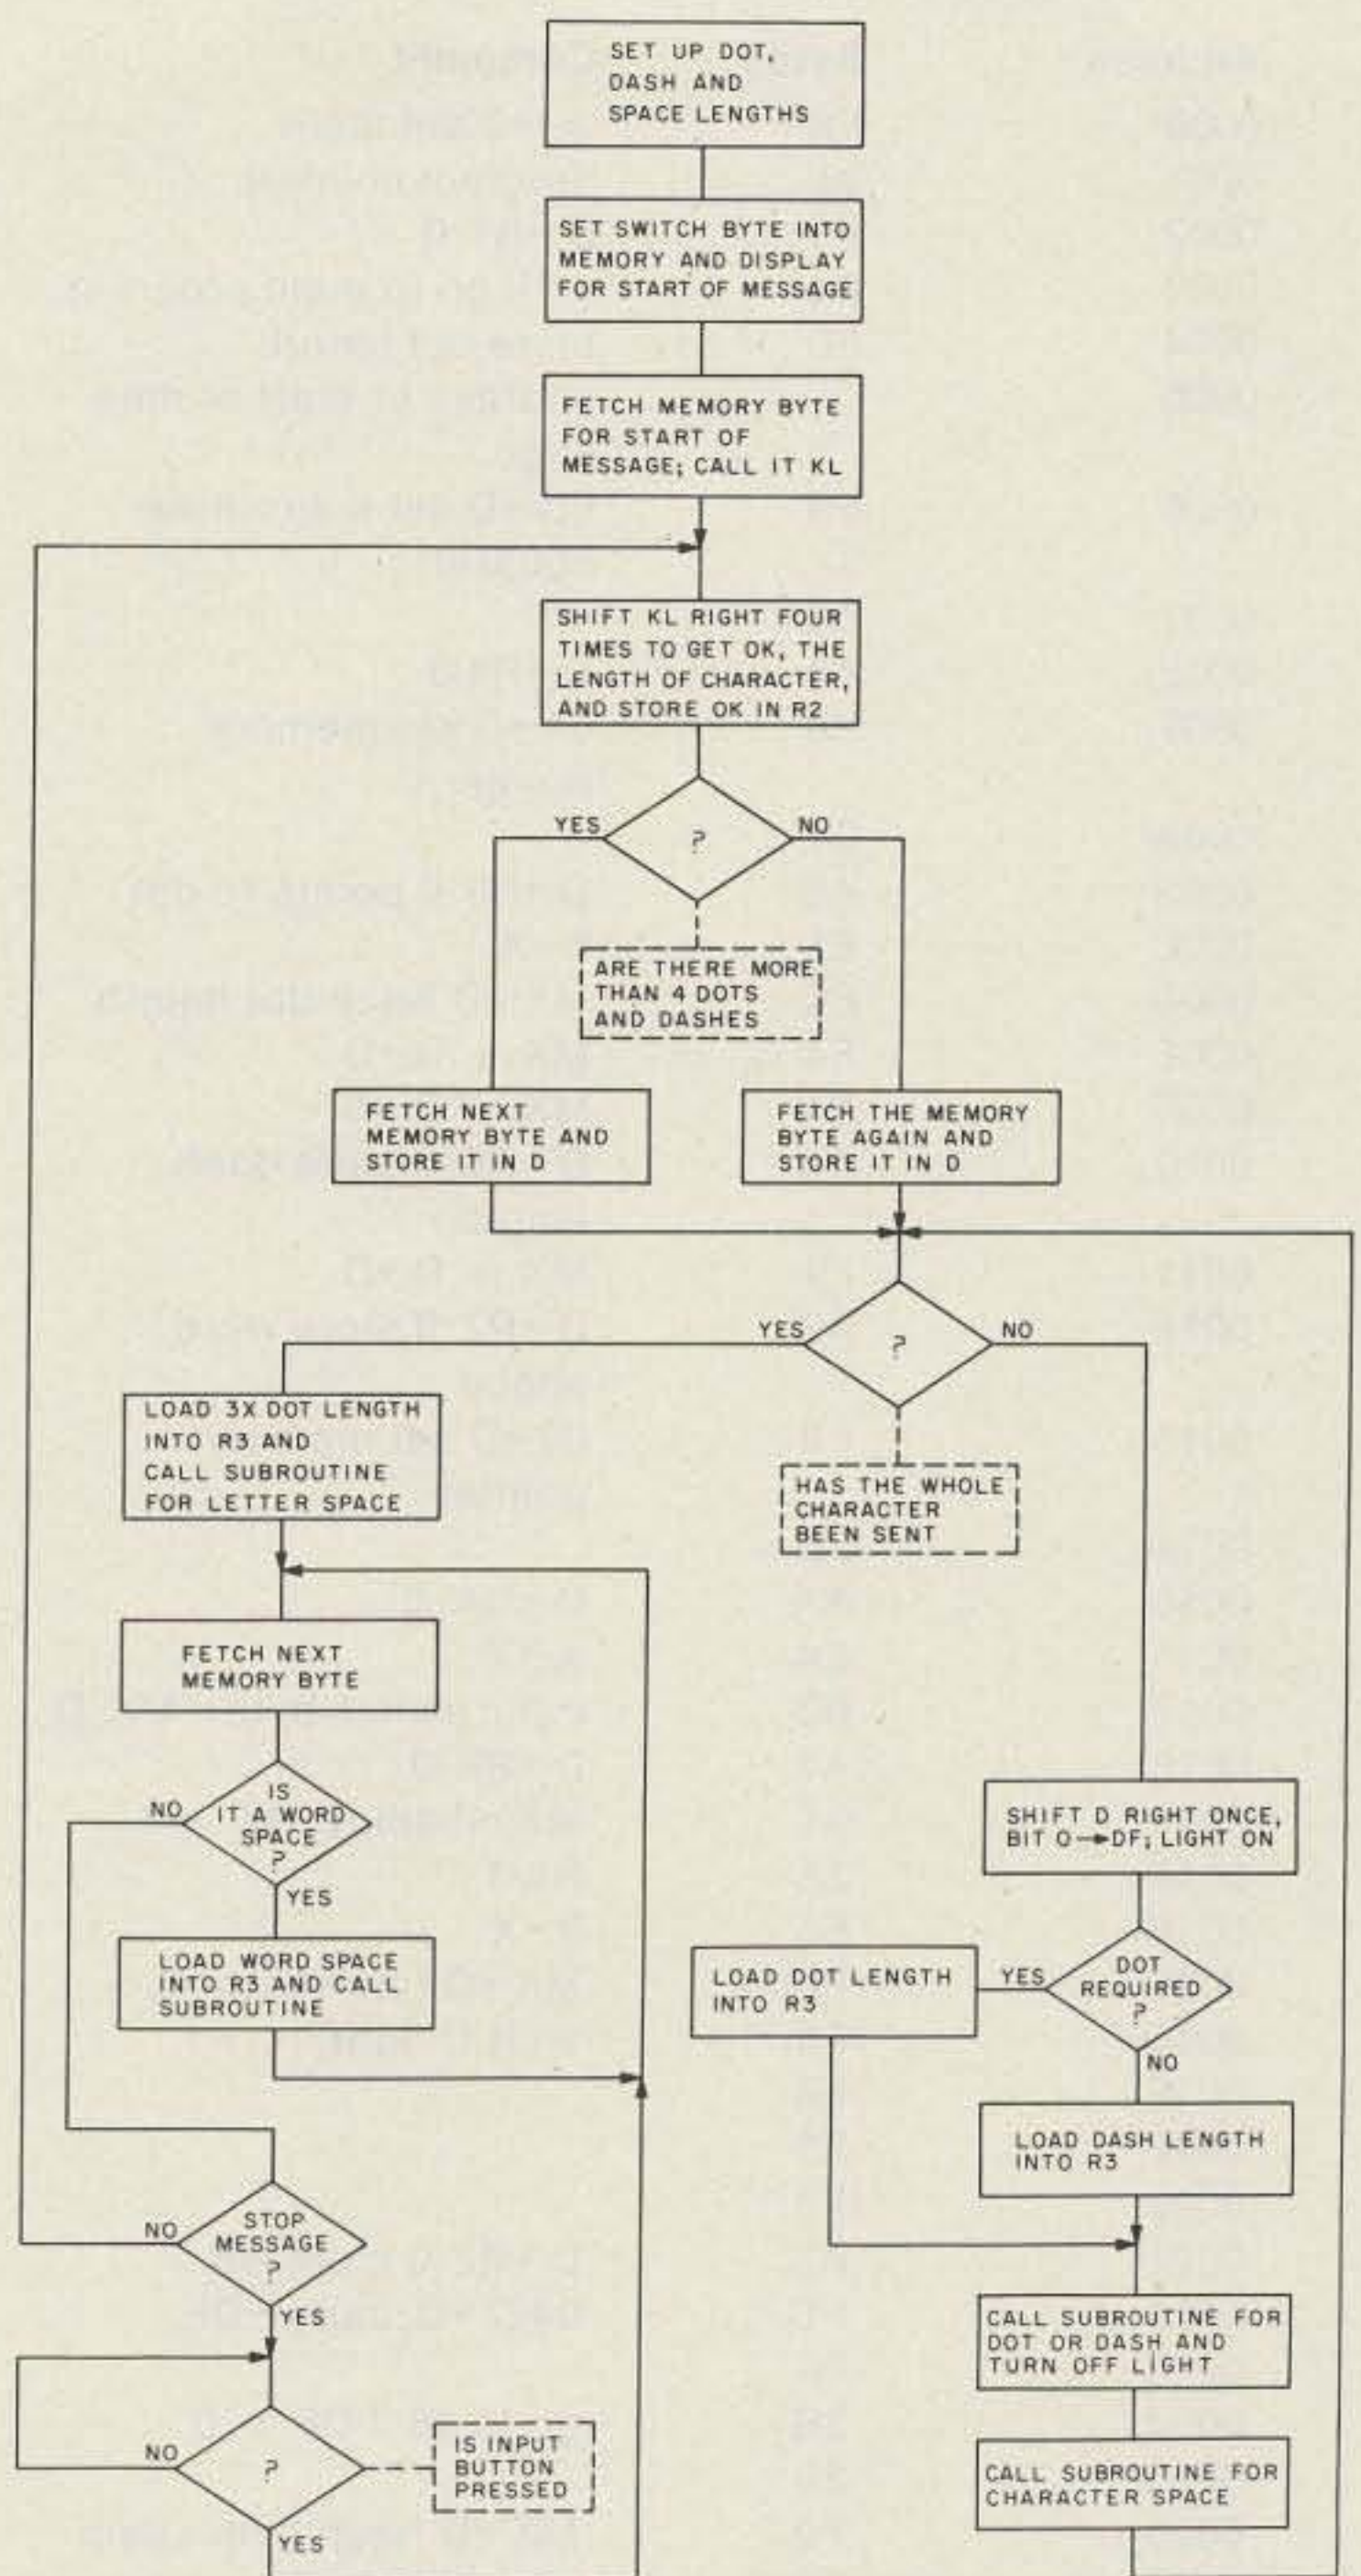 SET UP DOT,
DASH AND
SPACE LENGTHS
SET SWITCH BYTE INTO
MEMORY AND DISPLAY
FOR START OF MESSAGE
FETCH MEMORY BYTE
FOR START OF
MESSAGE; CALL IT KL
SHIFT KL RIGHT FOUR
TIMES TO GET OK, THE
LENGTH OF CHARACTER,
AND STORE OK IN R2
YES
?
NO
ARE THERE MORE
THAN 4 DOTS
AND DASHES
FETCH NEXT
MEMORY BYTE AND
STORE IT IN D
FETCH THE MEMORY
BYTE AGAIN AND
STORE IT IN D
YES
?
NO
HAS THE WHOLE
CHARACTER
BEEN SENT
LOAD 3X DOT LENGTH
INTO R3 AND
CALL SUBROUTINE
FOR LETTER SPACE
FETCH NEXT
MEMORY BYTE
NO
IS
IT A WORD
SPACE
?
YES
LOAD WORD SPACE
INTO R3 AND CALL
SUBROUTINE
SHIFT D RIGHT ONCE,
BIT O→DF; LIGHT ON
LOAD DOT LENGTH
INTO R3
YES
DOT
REQUIRED
?
NO
LOAD DASH LENGTH
INTO R3
NO
STOP
MESSAGE
?
YES
CALL SUBROUTINE FOR
DOT OR DASH AND
TURN OFF LIGHT
NO
?
IS INPUT
BUTTON
PRESSED
YES
CALL SUBROUTINE FOR
CHARACTER SPACE